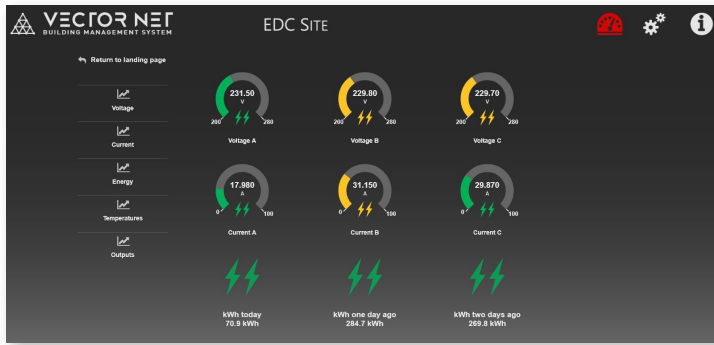 VECTOR NET
BUILDING MANAGEMENT SYSTEM
EDC SITE
Return to landing page
Voltage
Current
Energy
Temperatures
Outputs
231.50
V
200 280
Voltage A
229.80
V
200 280
Voltage B
229.70
V
200 280
Voltage C
17.980
A
0 100
Current A
31.150
A
0 100
Current B
29.870
A
0 100
Current C
kWh today
70.9 kWh
kWh one day ago
284.7 kWh
kWh two days ago
269.8 kWh